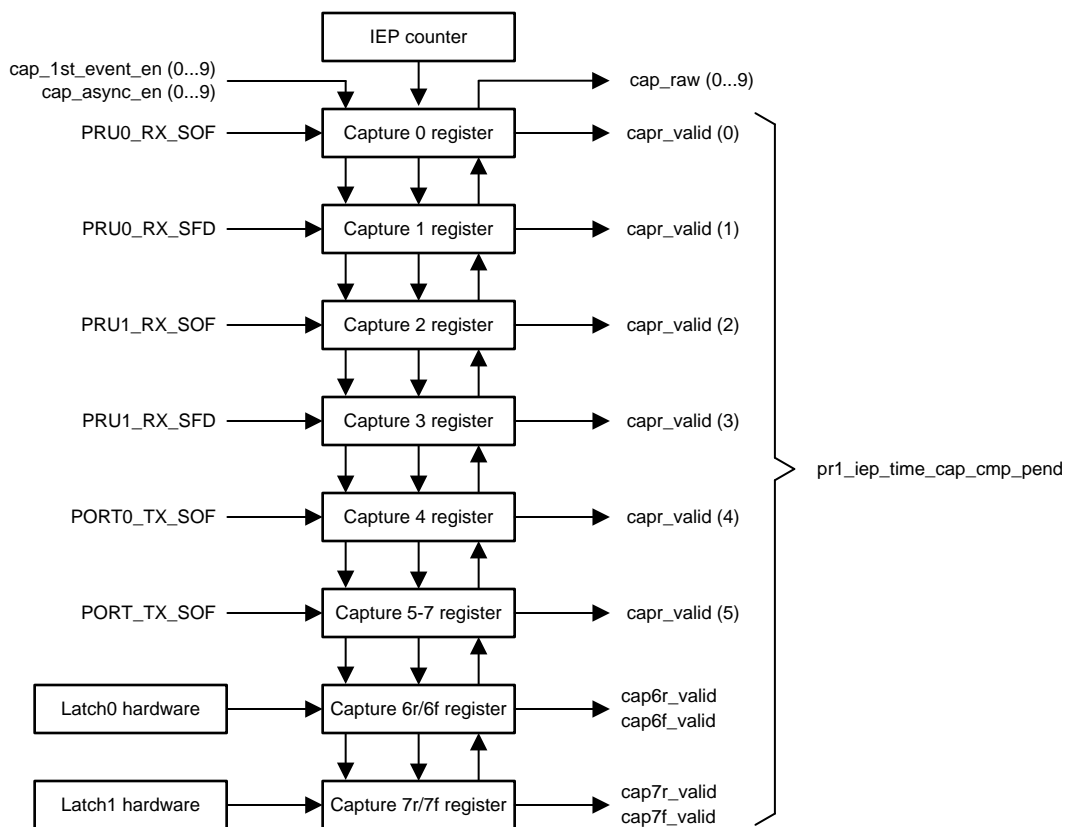 IEP counter
cap_1st_event_en (0...9)
cap_async_en (0...9)
cap_raw (0...9)
PRU0_RX_SOF
Capture 0 register
capr_valid (0)
PRU0_RX_SFD
Capture 1 register
capr_valid (1)
PRU1_RX_SOF
Capture 2 register
capr_valid (2)
PRU1_RX_SFD
Capture 3 register
capr_valid (3)
pr1_iep_time_cap_cmp_pend
PORT0_TX_SOF
Capture 4 register
capr_valid (4)
PORT_TX_SOF
Capture 5-7 register
capr_valid (5)
Latch0 hardware
Capture 6r/6f register
cap6r_valid
cap6f_valid
Latch1 hardware
Capture 7r/7f register
cap7r_valid
cap7f_valid